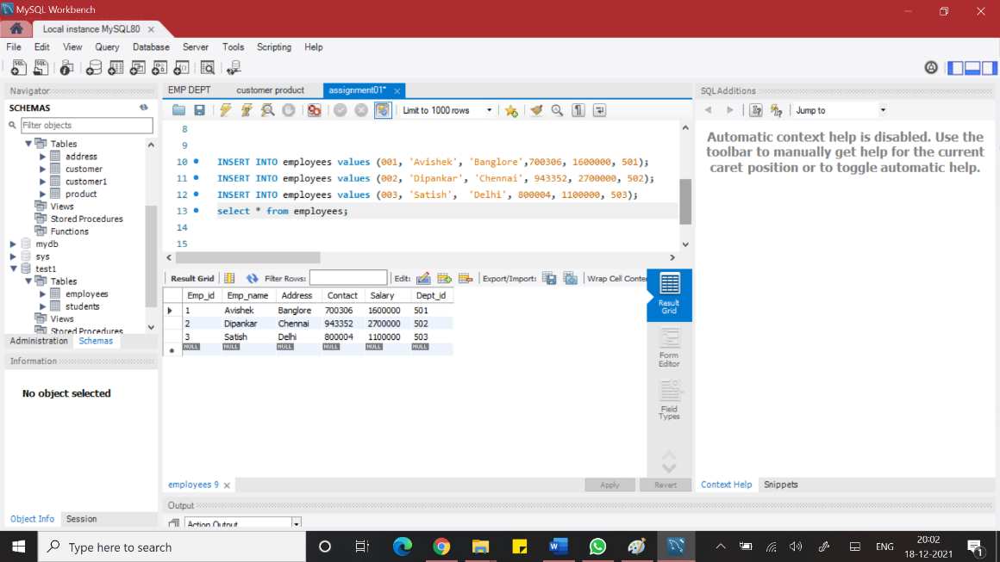 MySQL Workbench
Local instance MySQL80
File Edit View Query Database Server Tools Scripting Help
Navigator
SCHEMAS
Filter objects
Tables
address
customer
customer1
product
Views
Stored Procedures
Functions
mydb
sys
test1
Tables
employees
students
Views
Stored Procedures
Administration Schemas
Information
No object selected
Object Info Session
EMP DEPT customer product assignment01*
Limit to 1000 rows
8
9
10 INSERT INTO employees values (001, 'Avishek', 'Banglore',700306, 1600000, 501);
11 INSERT INTO employees values (002, 'Dipankar', 'Chennai', 943352, 2700000, 502);
12 INSERT INTO employees values (003, 'Satish', 'Delhi', 800004, 1100000, 503);
13 select * from employees;
14
15
Result Grid Filter Rows: Edit: Export/Import: Wrap Cell Conter
Emp_id Emp_name Address Contact Salary Dept_id
1 Avishek Banglore 700306 1600000 501
2 Dipankar Chennai 943352 2700000 502
3 Satish Delhi 800004 1100000 503
NULL NULL NULL NULL NULL NULL
Result
Grid
Form
Editor
Field
Types
employees 9 Apply Revert
Output
Action Output
SQLAdditions
Jump to
Automatic context help is disabled. Use the
toolbar to manually get help for the current
caret position or to toggle automatic help.
Context Help Snippets
Type here to search
ENG
20:02
18-12-2021
1